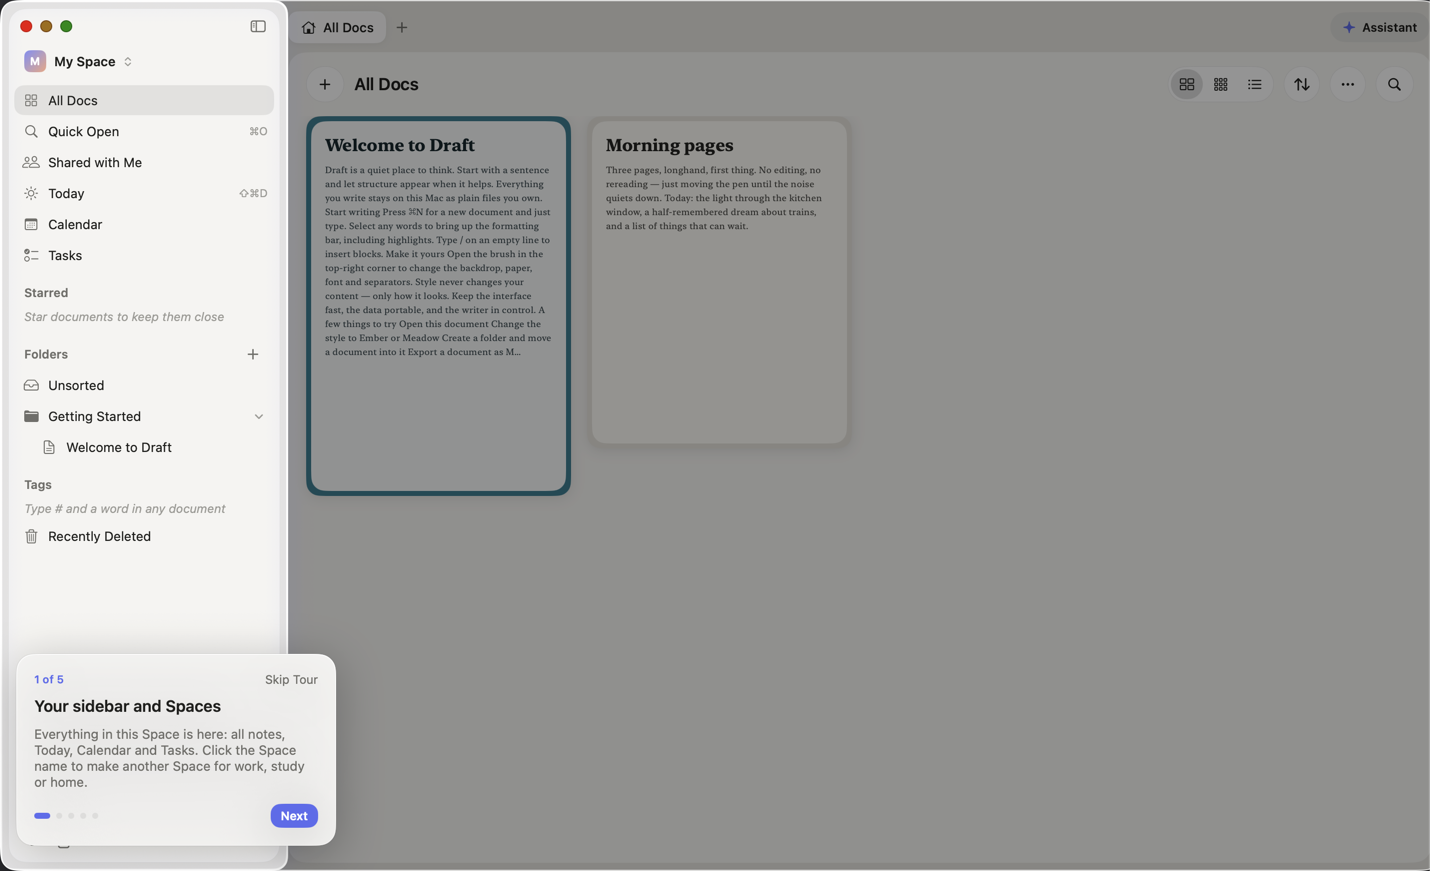 All Docs
Assistant
M
My Space
All Docs
Quick Open ⌘O
Shared with Me
Today ⇧⌘D
Calendar
Tasks
Starred
Star documents to keep them close
Folders
Unsorted
Getting Started
Welcome to Draft
Tags
Type # and a word in any document
Recently Deleted
1 of 5
Skip Tour
Your sidebar and Spaces
Everything in this Space is here: all notes,
Today, Calendar and Tasks. Click the Space
name to make another Space for work, study
or home.
Next
All Docs
Welcome to Draft
Draft is a quiet place to think. Start with a sentence
and let structure appear when it helps. Everything
you write stays on this Mac as plain files you own.
Start writing Press ⌘N for a new document and just
type. Select any words to bring up the formatting
bar, including highlights. Type / on an empty line to
insert blocks. Make it yours Open the brush in the
top-right corner to change the backdrop, paper,
font and separators. Style never changes your
content — only how it looks. Keep the interface
fast, the data portable, and the writer in control. A
few things to try Open this document Change the
style to Ember or Meadow Create a folder and move
a document into it Export a document as M...
Morning pages
Three pages, longhand, first thing. No editing, no
rereading — just moving the pen until the noise
quiets down. Today: the light through the kitchen
window, a half-remembered dream about trains,
and a list of things that can wait.